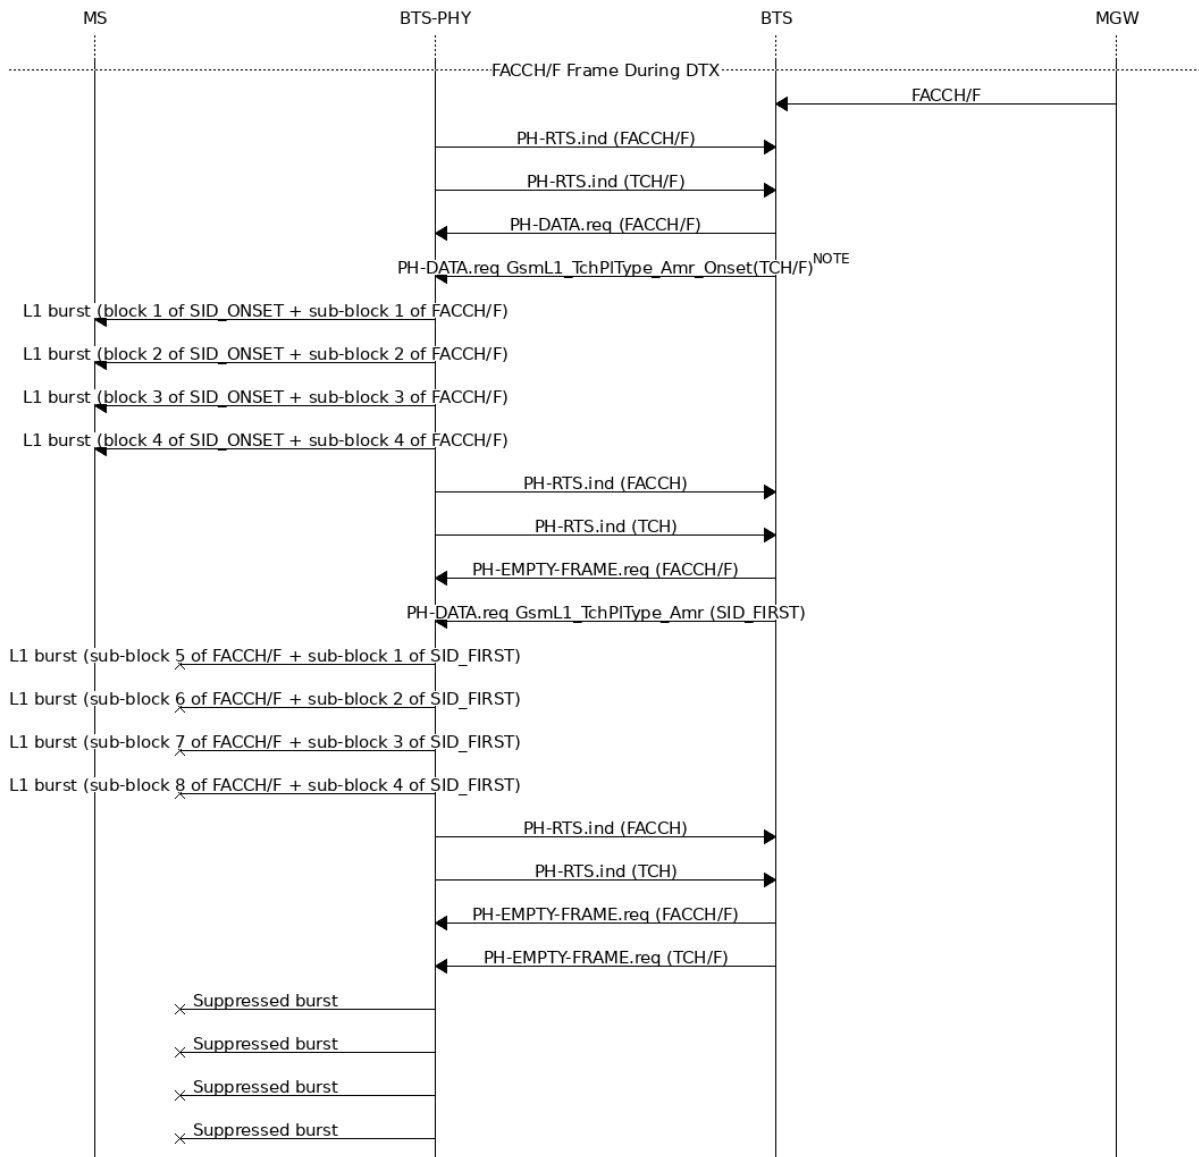 MS BTS-PHY BTS MGW
FACCH/F Frame During DTX
FACCH/F
PH-RTS.ind (FACCH/F)
PH-RTS.ind (TCH/F)
PH-DATA.req (FACCH/F)
PH-DATA.req GsmL1_TchPlType_Amr_Onset(TCH/F) NOTE
L1 burst (block 1 of SID_ONSET + sub-block 1 of FACCH/F)
L1 burst (block 2 of SID_ONSET + sub-block 2 of FACCH/F)
L1 burst (block 3 of SID_ONSET + sub-block 3 of FACCH/F)
L1 burst (block 4 of SID_ONSET + sub-block 4 of FACCH/F)
PH-RTS.ind (FACCH)
PH-RTS.ind (TCH)
PH-EMPTY-FRAME.req (FACCH/F)
PH-DATA.req GsmL1_TchPlType_Amr (SID_FIRST)
L1 burst (sub-block 5 of FACCH/F + sub-block 1 of SID_FIRST)
L1 burst (sub-block 6 of FACCH/F + sub-block 2 of SID_FIRST)
L1 burst (sub-block 7 of FACCH/F + sub-block 3 of SID_FIRST)
L1 burst (sub-block 8 of FACCH/F + sub-block 4 of SID_FIRST)
PH-RTS.ind (FACCH)
PH-RTS.ind (TCH)
PH-EMPTY-FRAME.req (FACCH/F)
PH-EMPTY-FRAME.req (TCH/F)
Suppressed burst
Suppressed burst
Suppressed burst
Suppressed burst